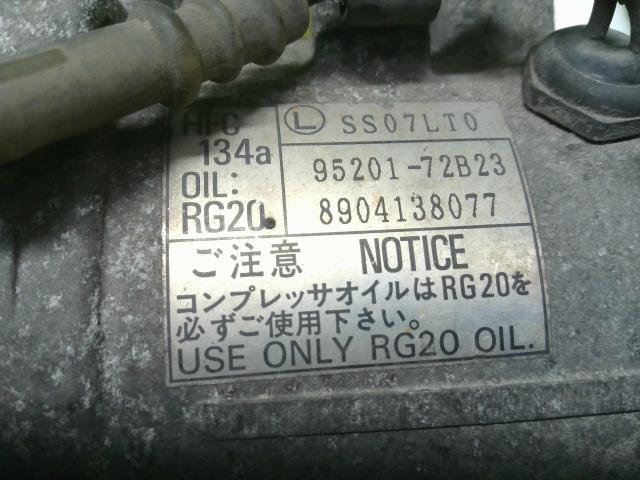 HFC
134a
OIL:
RG20.
Ⓛ SS07LT0
95201-72B23
8904138077
ご注意 NOTICE
コンプレッサオイルはRG20を
必ずご使用下さい。
USE ONLY RG20 OIL.